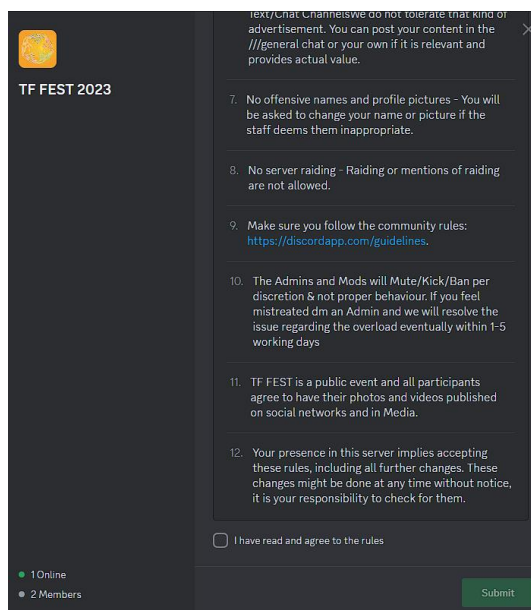 Text/Chat ChannelsWe do not tolerate that kind of
advertisement. You can post your content in the
///general chat or your own if it is relevant and
provides actual value.
TF FEST 2023
7. No offensive names and profile pictures - You will
be asked to change your name or picture if the
staff deems them inappropriate.
8. No server raiding - Raiding or mentions of raiding
are not allowed.
9. Make sure you follow the community rules:
https://discordapp.com/guidelines.
10. The Admins and Mods will Mute/Kick/Ban per
discretion & not proper behaviour. If you feel
mistreated dm an Admin and we will resolve the
issue regarding the overload eventually within 1-5
working days
11. TF FEST is a public event and all participants
agree to have their photos and videos published
on social networks and in Media.
12. Your presence in this server implies accepting
these rules, including all further changes. These
changes might be done at any time without notice,
it is your responsibility to check for them.
I have read and agree to the rules
1 Online
2 Members
Submit